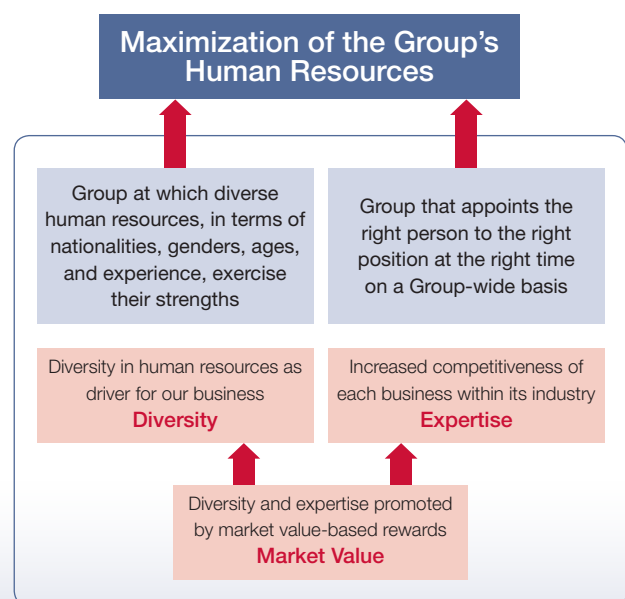 Maximization of the Group's
Human Resources
Group at which diverse
human resources, in terms of
nationalities, genders, ages,
and experience, exercise
their strengths
Group that appoints the
right person to the right
position at the right time
on a Group-wide basis
Diversity in human resources as
driver for our business
Diversity
Increased competitiveness of
each business within its industry
Expertise
Diversity and expertise promoted
by market value-based rewards
Market Value